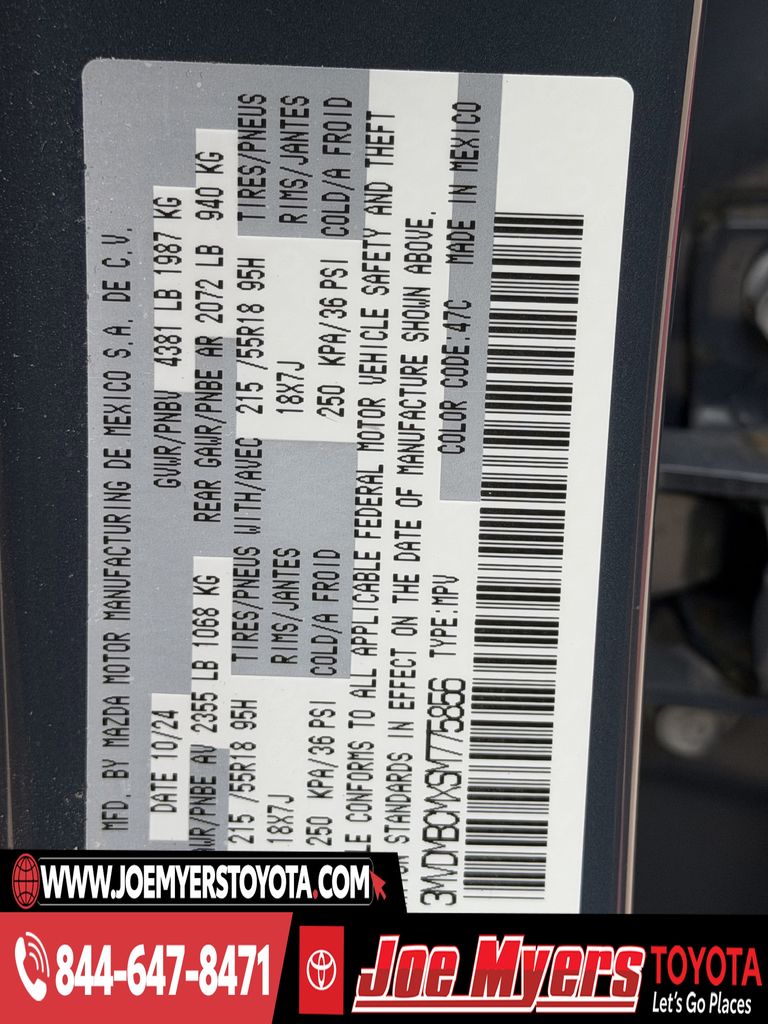 MFD. BY MAZDA MOTOR MANUFACTURING DE MEXICO S.A. DE C.V.
DATE 10/24 GVWR/PNBV 4381 LB 1987 KG
AWR/PNBE AV 2355 LB 1068 KG REAR GAWR/PNBE AR 2072 LB 940 KG
215 /55R18 95H TIRES/PNEUS WITH/AVEC 215 /55R18 95H TIRES/PNEUS
18X7J RIMS/JANTES 18X7J RIMS/JANTES
250 KPA/36 PSI COLD/A FROID 250 KPA/36 PSI COLD/A FROID
LE CONFORMS TO ALL APPLICABLE FEDERAL MOTOR VEHICLE SAFETY AND THEFT
ON STANDARDS IN EFFECT ON THE DATE OF MANUFACTURE SHOWN ABOVE.
3MVDMBCMXSM775856 TYPE:MPV COLOR CODE:47C MADE IN MEXICO
WWW.JOEMYERSTOYOTA.COM
844-647-8471
Joe Myers TOYOTA
Let's Go Places